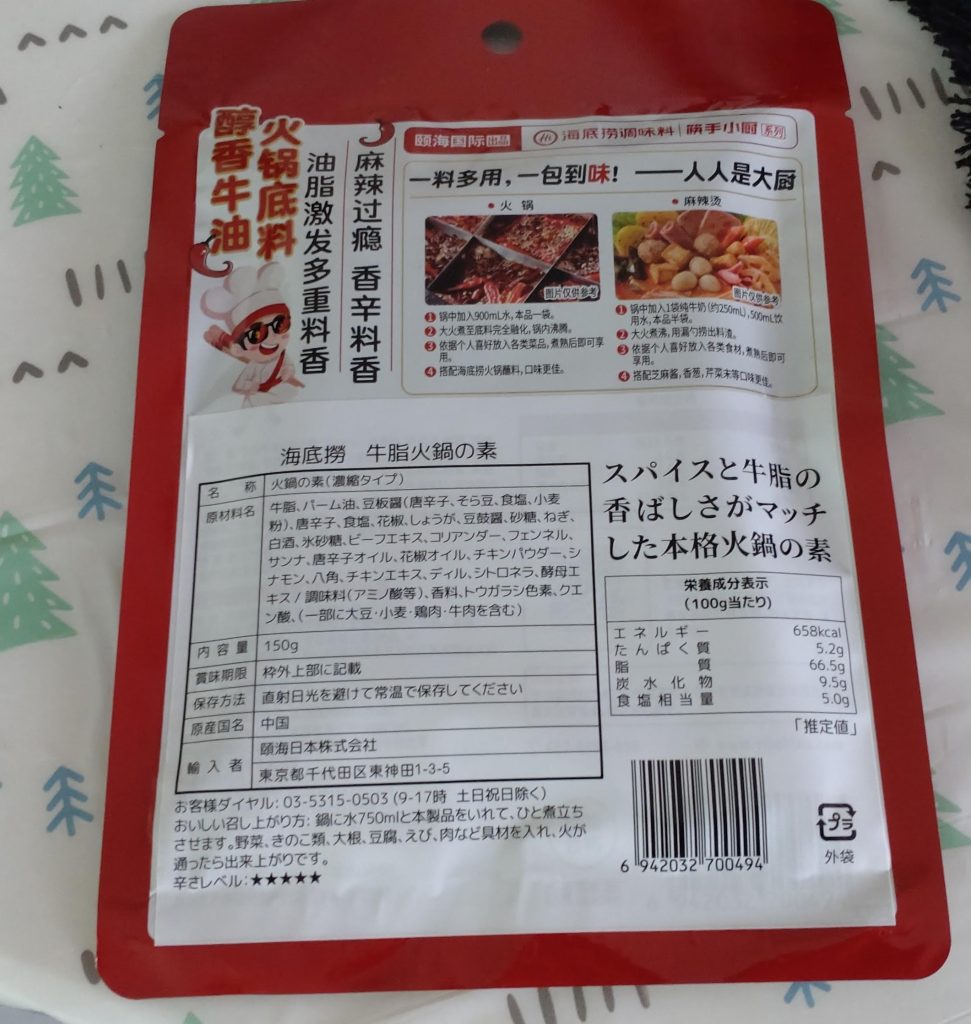 醇香牛油
火锅底料
油脂激发多重料香
麻辣过瘾 香辛料香
颐海国际 出品
Hi 海底捞调味料 | 筷手小厨 系列
一料多用，一包到味！ ——人人是大厨
• 火锅
图片仅供参考
1 锅中加入900mL水，本品一袋。
2 大火煮至底料完全融化，锅内沸腾。
3 依据个人喜好放入各类菜品，煮熟后即可享
用。
4 搭配海底捞火锅蘸料，口味更佳。
• 麻辣烫
图片仅供参考
1 锅中加入1袋纯牛奶（约250mL），500mL饮
用水，本品半袋。
2 大火煮沸，用漏勺捞出料渣。
3 依据个人喜好放入各类食材，煮熟后即可
享用。
4 搭配芝麻酱，香葱，芹菜末等口味更佳。
海底撈 牛脂火鍋の素
名称 火鍋の素（濃縮タイプ）
原材料名 牛脂、パーム油、豆板醤（唐辛子、そら豆、食塩、小麦
粉）、唐辛子、食塩、花椒、しょうが、豆鼓醤、砂糖、ねぎ、
白酒、氷砂糖、ビーフエキス、コリアンダー、フェンネル、
サンナ、唐辛子オイル、花椒オイル、チキンパウダー、シ
ナモン、八角、チキンエキス、ディル、シトロネラ、酵母エ
キス / 調味料（アミノ酸等）、香料、トウガラシ色素、クエ
ン酸、（一部に大豆・小麦・鶏肉・牛肉を含む）
内容量 150g
賞味期限 枠外上部に記載
保存方法 直射日光を避けて常温で保存してください
原産国名 中国
輸入者 頤海日本株式会社
東京都千代田区東神田1-3-5
お客様ダイヤル: 03-5315-0503 (9-17時 土日祝日除く)
おいしい召し上がり方: 鍋に水750mlと本製品をいれて、ひと煮立ち
させます。野菜、きのこ類、大根、豆腐、えび、肉など具材を入れ、火が
通ったら出来上がりです。
辛さレベル:★★★★★
スパイスと牛脂の
香ばしさがマッチ
した本格火鍋の素
栄養成分表示
(100g当たり)
エネルギー 658kcal
たんぱく質 5.2g
脂質 66.5g
炭水化物 9.5g
食塩相当量 5.0g
「推定値」
6 942032 700494
プラ
外袋